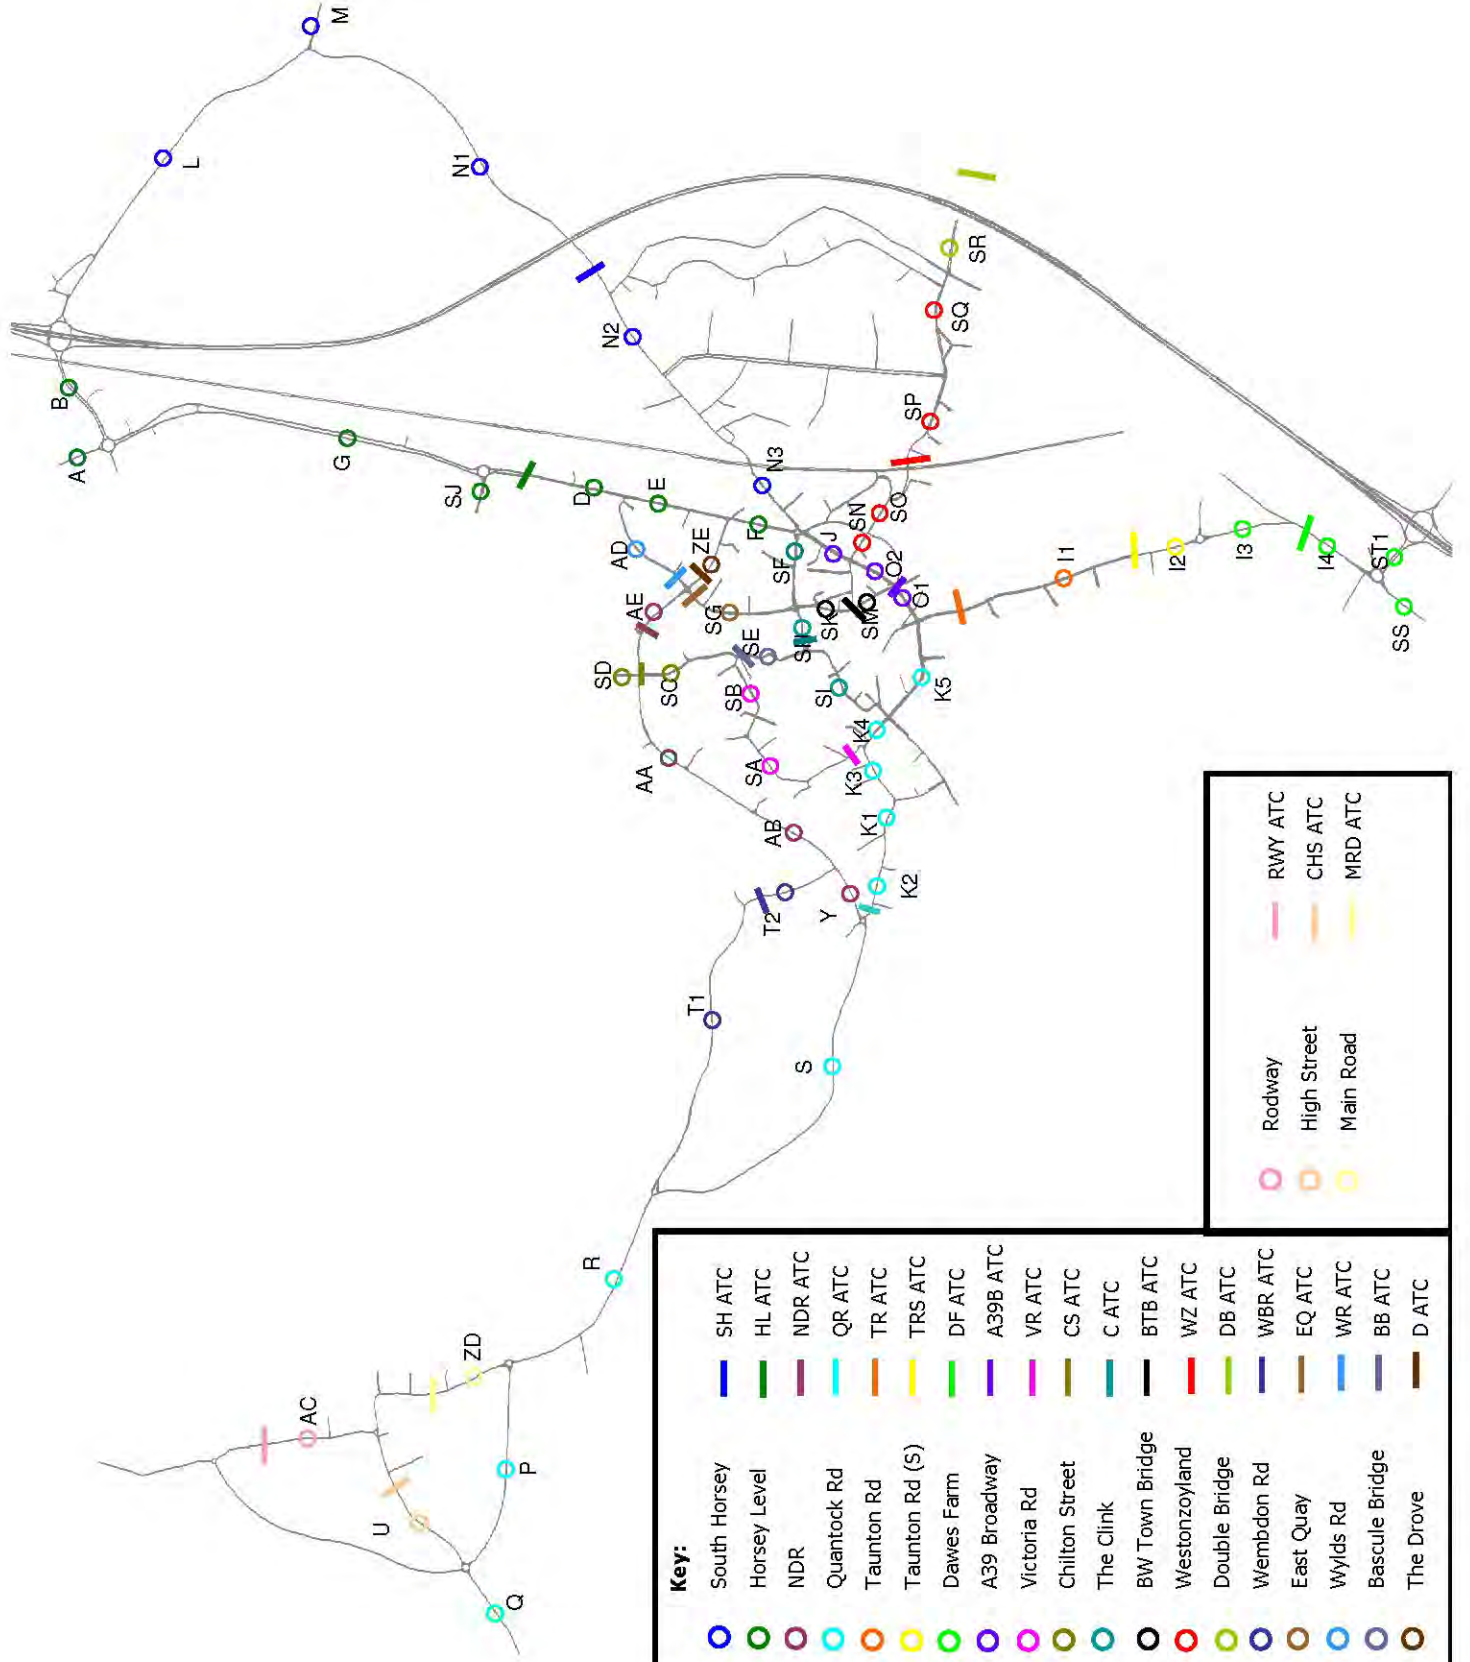 M
L
N1
B
A
G
SJ
D
E
N2
SR
SQ
SP
N3
F
J
SN
SO
ZE
AD
SF
O2
O1
AE
SG
SK
SM
SH
SE
SD
SC
SB
SL
K5
K4
I1
I2
I3
I4
ST1
SS
AA
SA
K3
AB
K1
T2
Y
K2
T1
S
R
ZD
AC
P
U
Q
Key:
South Horsey SH ATC
Horsey Level HL ATC
NDR NDR ATC
Quantock Rd QR ATC
Taunton Rd TR ATC
Taunton Rd (S) TRS ATC
Dawes Farm DF ATC
A39 Broadway A39B ATC
Victoria Rd VR ATC
Chilton Street CS ATC
The Clink C ATC
BW Town Bridge BTB ATC
Westonzoyland WZ ATC
Double Bridge DB ATC
Wembdon Rd WBR ATC
East Quay EQ ATC
Wylds Rd WR ATC
Bascule Bridge BB ATC
The Drove D ATC
Rodway RWY ATC
High Street CHS ATC
Main Road MRD ATC